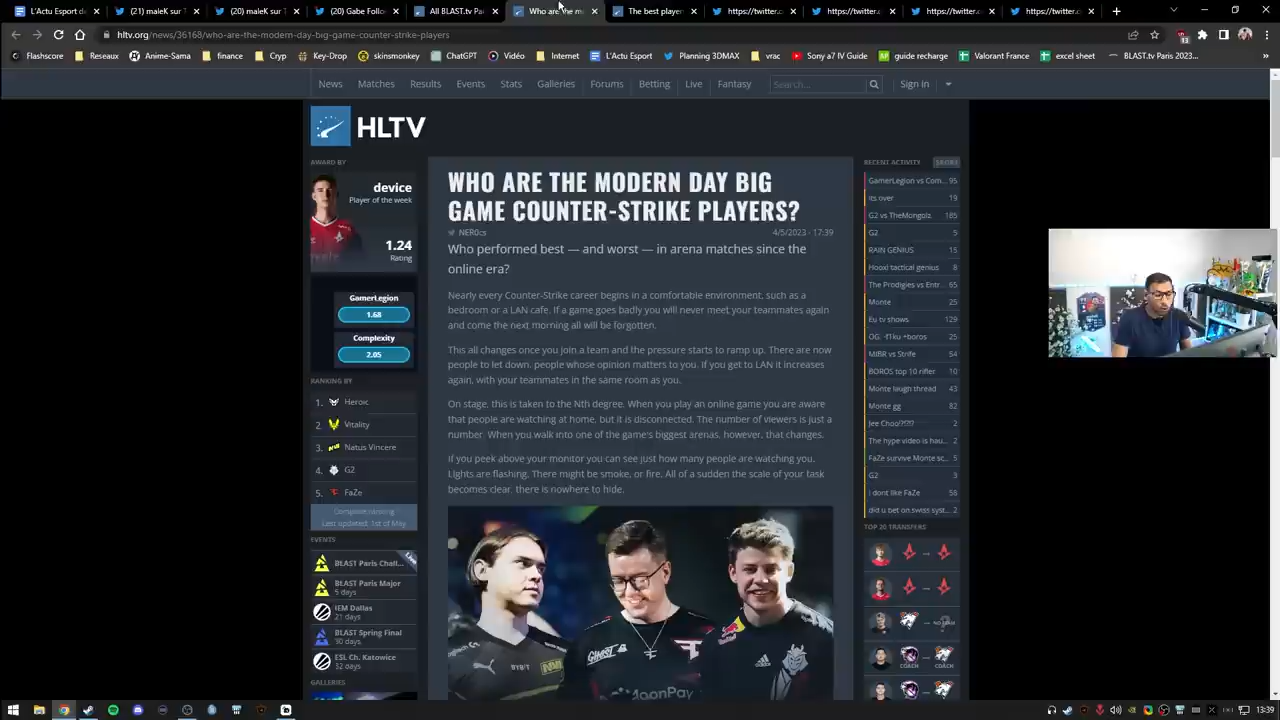 L'Actu Esport de
(21) maleK sur T
(20) maleK sur T
(20) Gabe Follo
All BLAST.tv Pa
Who are the m
The best player
https://twitter.c
https://twitter.c
https://twitter.c
https://twitter.c
hltv.org/news/36168/who-are-the-modern-day-big-game-counter-strike-players
Flashscore
Reseaux
Anime-Sama
finance
Cryp
Krypton
skinsmonkey
ChatGPT
Vidéo
Internet
L'Actu Esport
Planning 3DMAX
vrac
Sony a7 IV Guide
guide recharge
Valorant France
excel sheet
BLAST.tv Paris 2023...
News
Matches
Results
Events
Stats
Galleries
Forums
Betting
Live
Fantasy
Search...
Sign in
HLTV
AWARD BY
device
Player of the week
1.24
Rating
GamerLegion
1.68
Complexity
2.05
RANKING BY
1. Heroic
2. Vitality
3. Natus Vincere
4. G2
5. FaZe
Complete ranking
Last updated: 1st of May
EVENTS
BLAST Paris Chall...
BLAST Paris Major
5 days
IEM Dallas
21 days
BLAST Spring Final
30 days
ESL Ch. Katowice
32 days
GALLERIES
WHO ARE THE MODERN DAY BIG
GAME COUNTER-STRIKE PLAYERS?
NER0cs
4/5/2023 - 17:39
Who performed best — and worst — in arena matches since the
online era?
Nearly every Counter-Strike career begins in a comfortable environment, such as a
bedroom or a LAN cafe. If a game goes badly you will never meet your teammates again
and come the next morning all will be forgotten.
This all changes once you join a team and the pressure starts to ramp up. There are now
people to let down, people whose opinion matters to you. If you get to LAN it increases
again, with your teammates in the same room as you.
On stage, this is taken to the Nth degree. When you play an online game you are aware
that people are watching at home, but it is disconnected. The number of viewers is just a
number. When you walk into one of the game's biggest arenas, however, that changes.
If you peek above your monitor you can see just how many people are watching you.
Lights are flashing. There might be smoke, or fire. All of a sudden the scale of your task
becomes clear, there is nowhere to hide.
MoonPay
RECENT ACTIVITY
GamerLegion vs Com... 95
its over 19
G2 vs TheMongolz 185
G2 5
RAIN GENIUS 15
Hooxi tactical genius 8
The Prodigies vs Entr... 65
Monte 25
Eu tv shows 129
OG: -f1ku +boros 25
MIBR vs Strife 54
BOROS top 10 rifler 10
Monte laugh thread 43
Monte gg 82
Jee Choo!?!?? 2
The hype video is hau... 2
FaZe survive Monte sc... 5
G2 3
i dont like FaZe 58
did u bet on swiss syst... 2
TOP 20 TRANSFERS
NO TEAM
COACH
COACH
13:39